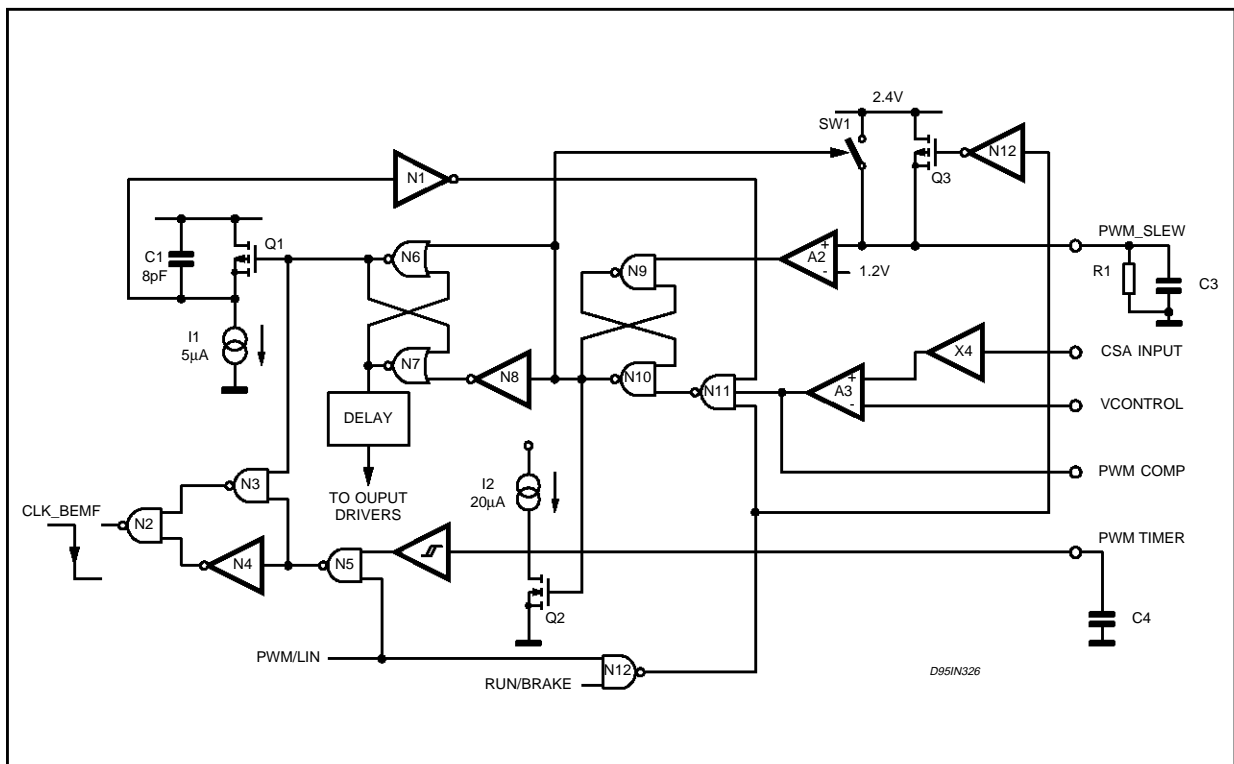 2.4V
SW1
N12
Q3
N1
Q1
C1
8pF
N6
N9
A2
+
-
1.2V
PWM_SLEW
R1
C3
I1
5µA
N7
N8
N10
N11
A3
+
-
X4
CSA INPUT
VCONTROL
DELAY
PWM COMP
TO OUPUT
DRIVERS
I2
20µA
N3
CLK_BEMF
N2
N4
N5
PWM TIMER
Q2
C4
PWM/LIN
RUN/BRAKE
N12
D95IN326